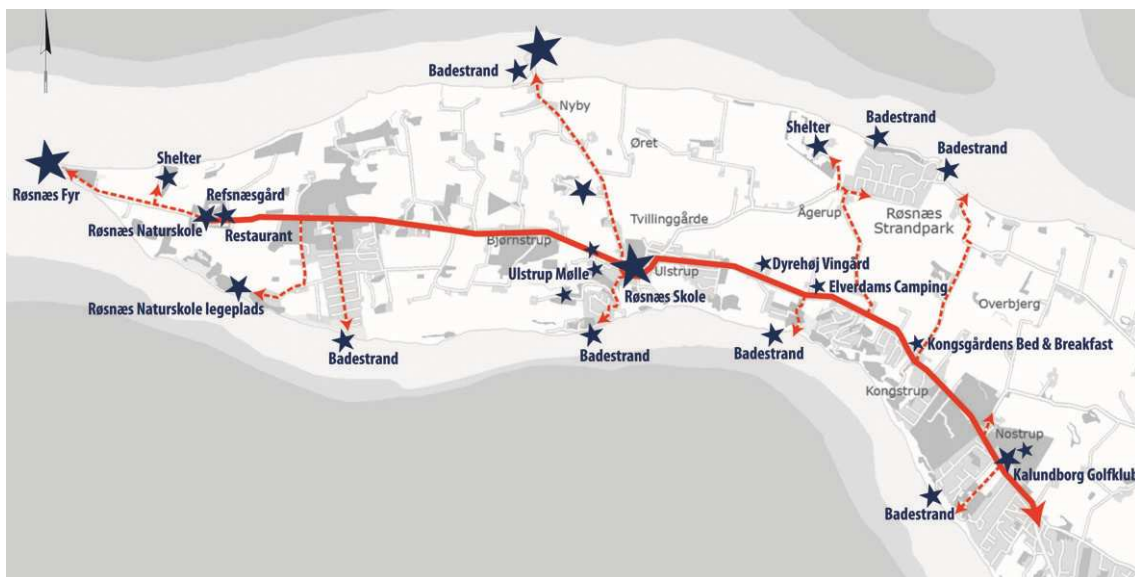 Badestrand
Nyby
Badestrand
Shelter
Øret
Badestrand
Shelter
Røsnæs Fyr
Refsnæsgård
Røsnæs Naturskole
Restaurant
Tvillinggårde
Ågerup
Røsnæs
Strandpark
Bjørnstrup
Ulstrup Mølle
Ulstrup
Dyrehøj Vingård
Elverdams Camping
Røsnæs Skole
Røsnæs Naturskole legeplads
Overbjerg
Badestrand
Badestrand
Badestrand
Kongsgårdens Bed & Breakfast
Kongstrup
Nostrup
Kalundborg Golfklub
Badestrand